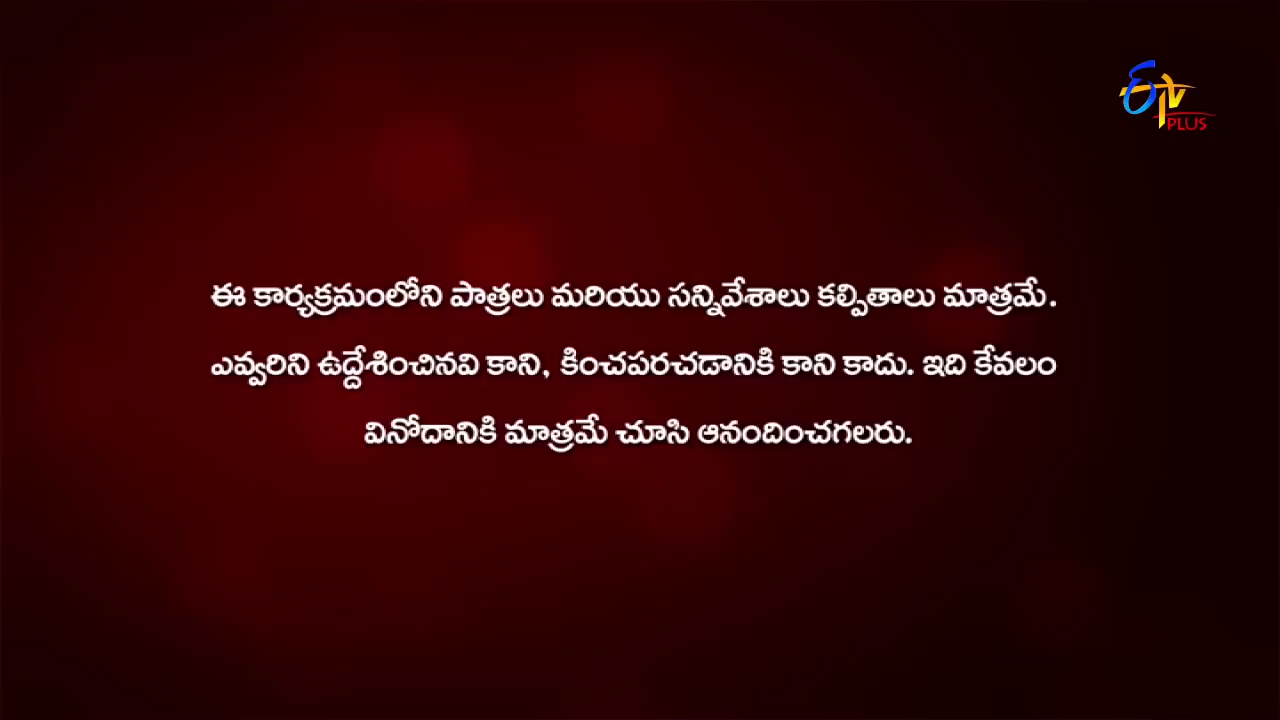 ETV
PLUS
ఈ కార్యక్రమంలోని పాత్రలు మరియు సన్నివేశాలు కల్పితాలు మాత్రమే.
ఎవ్వరిని ఉద్దేశించినవి కాని, కించపరచడానికి కాని కాదు. ఇది కేవలం
వినోదానికి మాత్రమే చూసి ఆనందించగలరు.